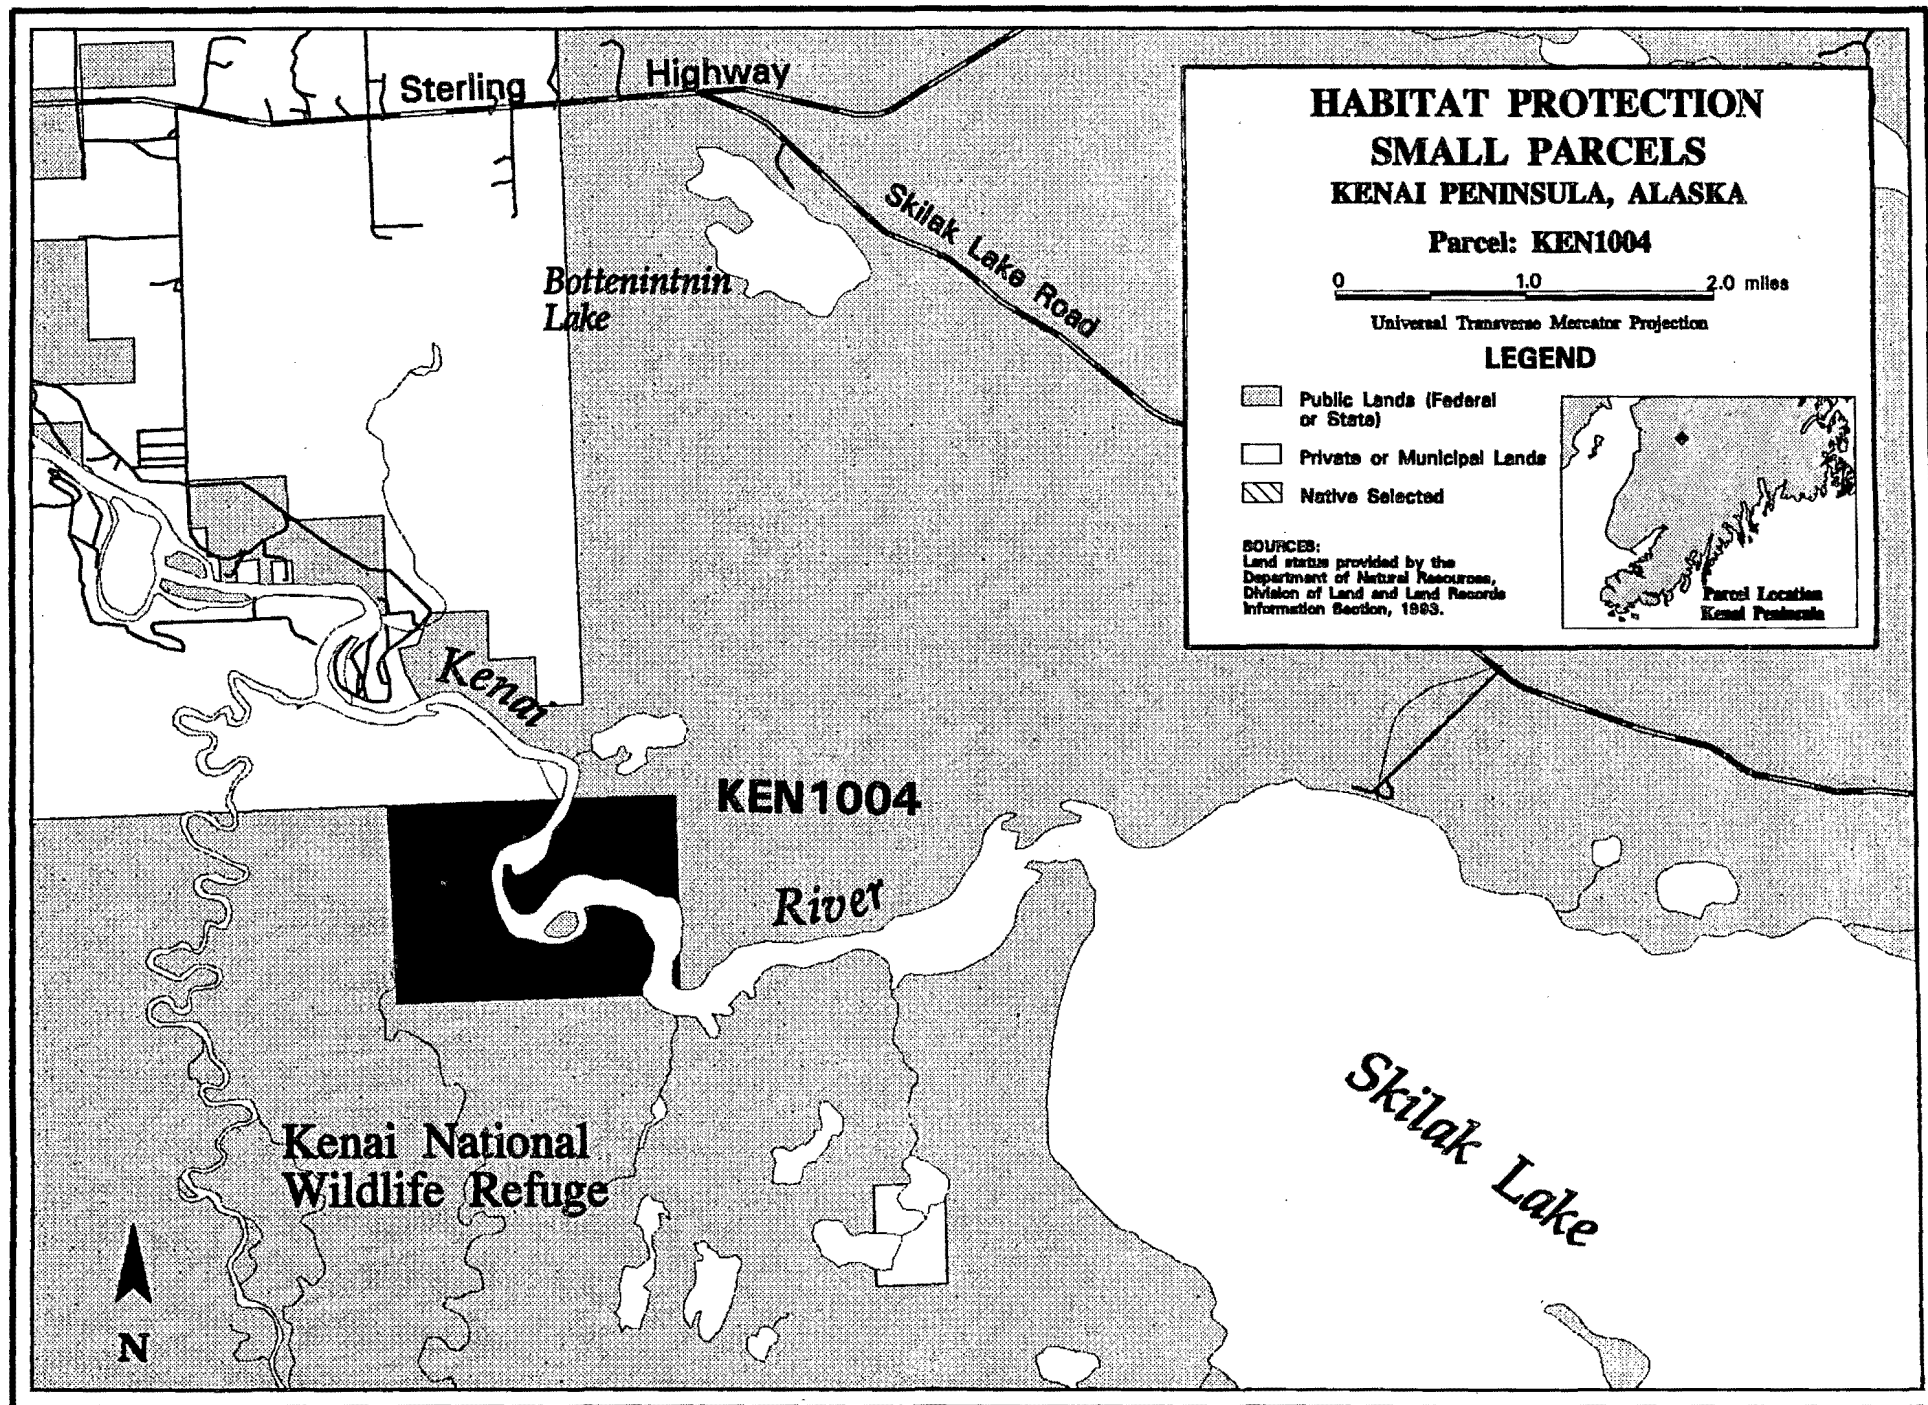 Sterling Highway
HABITAT PROTECTION
SMALL PARCELS
KENAI PENINSULA, ALASKA
Parcel: KEN1004
0 1.0 2.0 miles
Universal Transverse Mercator Projection
LEGEND
Public Lands (Federal
or State)
Private or Municipal Lands
Native Selected
SOURCES:
Land status provided by the
Department of Natural Resources,
Division of Land and Land Records
Information Section, 1993.
Parcel Location
Kenai Peninsula
Skilak Lake Road
Bottenintnin
Lake
Kenai
KEN1004
River
Skilak Lake
Kenai National
Wildlife Refuge
N